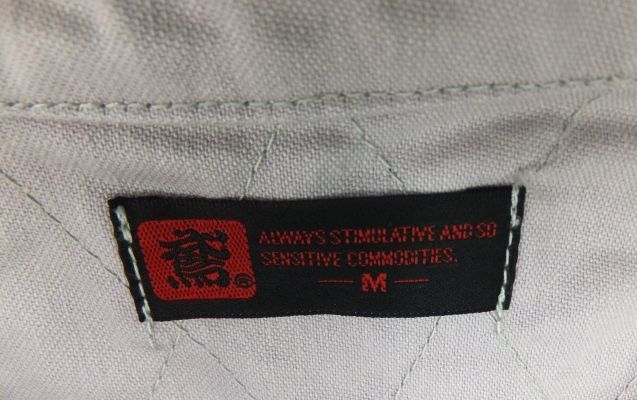 ALWAYS STIMULATIVE AND SO
SENSITIVE COMMODITIES.
M
®